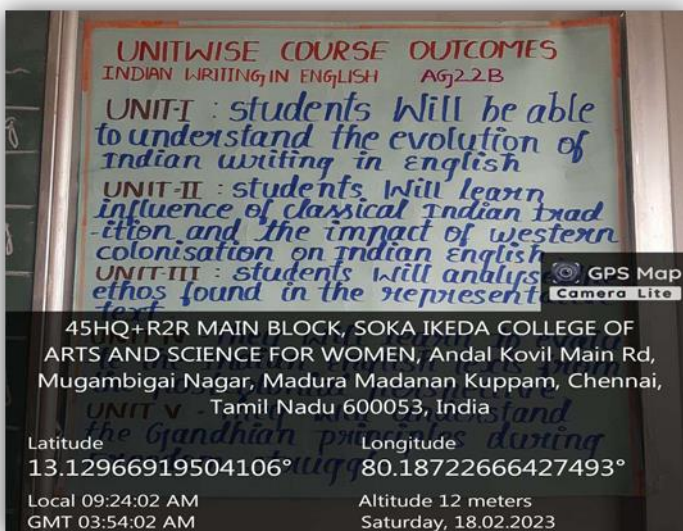 UNITWISE COURSE OUTCOMES
INDIAN WRITING IN ENGLISH AG22B
UNIT-I : students Will be able
to understand the evolution of
Indian writing in English
UNIT-II : students Will learn
influence of classical Indian trad
-ition and the impact of western
colonisation on Indian English
UNIT-III : students Will analyse
ethos found in the represent
text
GPS Map
Camera Lite
45HQ+R2R MAIN BLOCK, SOKA IKEDA COLLEGE OF
ARTS AND SCIENCE FOR WOMEN, Andal Kovil Main Rd,
Mugambigai Nagar, Madura Madanan Kuppam, Chennai,
Tamil Nadu 600053, India
UNIT V
the Gandhian principles during
Latitude Longitude
13.12966919504106° 80.18722666427493°
Local 09:24:02 AM Altitude 12 meters
GMT 03:54:02 AM Saturday, 18.02.2023